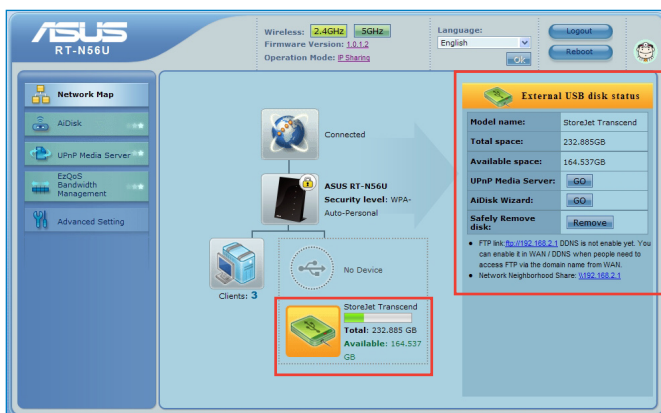 ASUS
RT-N56U
Wireless: 2.4GHz 5GHz
Firmware Version: 1.0.1.2
Operation Mode: IP Sharing
Language:
English
OK
Logout
Reboot
Network Map
AiDisk
UPnP Media Server
EzQoS
Bandwidth
Management
Advanced Setting
Connected
ASUS RT-N56U
Security level: WPA-
Auto-Personal
Clients: 3
No Device
StoreJet Transcend
Total: 232.885 GB
Available: 164.537
GB
External USB disk status
Model name: StoreJet Transcend
Total space: 232.885GB
Available space: 164.537GB
UPnP Media Server: GO
AiDisk Wizard: GO
Safely Remove
disk: Remove
FTP link:ftp://192.168.2.1 DDNS is not enable yet. You
can enable it in WAN / DDNS when people need to
access FTP via the domain name from WAN.
Network Neighborhood Share: \\192.168.2.1